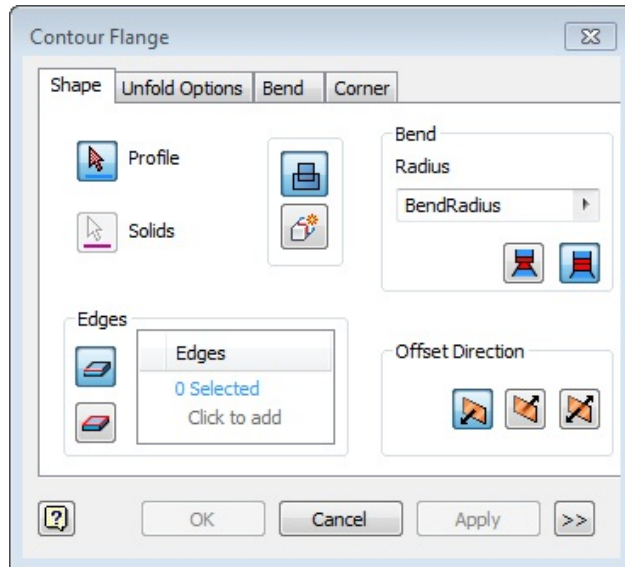 Contour Flange
Shape
Unfold Options
Bend
Corner
Profile
Solids
Bend
Radius
BendRadius
Edges
Edges
0 Selected
Click to add
Offset Direction
?
OK
Cancel
Apply
>>